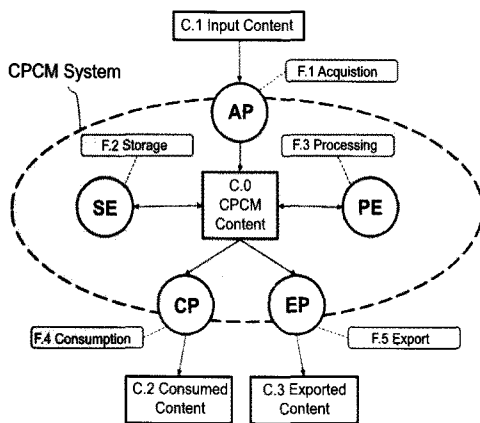 C.1 Input Content
CPCM System
F.1 Acquistion
AP
F.2 Storage
F.3 Processing
SE
C.0
CPCM
Content
PE
CP
EP
F.4 Consumption
F.5 Export
C.2 Consumed
Content
C.3 Exported
Content